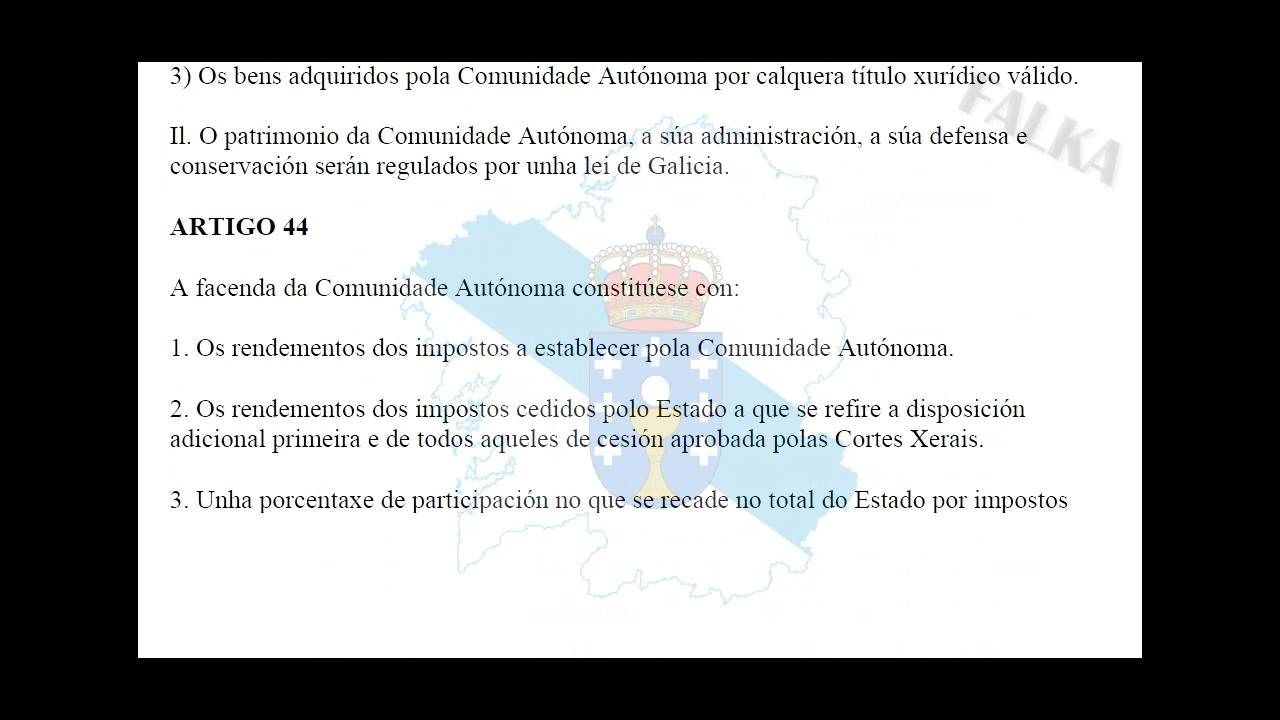 3) Os bens adquiridos pola Comunidade Autónoma por calquera título xurídico válido.
FALKA
Il. O patrimonio da Comunidade Autónoma, a súa administración, a súa defensa e
conservación serán regulados por unha lei de Galicia.
ARTIGO 44
A facenda da Comunidade Autónoma constitúese con:
1. Os rendementos dos impostos a establecer pola Comunidade Autónoma.
2. Os rendementos dos impostos cedidos polo Estado a que se refire a disposición
adicional primeira e de todos aqueles de cesión aprobada polas Cortes Xerais.
3. Unha porcentaxe de participación no que se recade no total do Estado por impostos